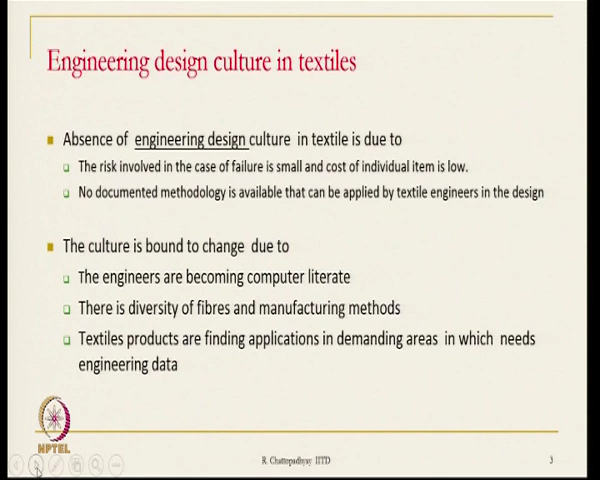 Engineering design culture in textiles
Absence of engineering design culture in textile is due to
The risk involved in the case of failure is small and cost of individual item is low.
No documented methodology is available that can be applied by textile engineers in the design
The culture is bound to change due to
The engineers are becoming computer literate
There is diversity of fibres and manufacturing methods
Textiles products are finding applications in demanding areas in which needs
engineering data
NPTEL
R. Chattopadhyay IITD
3